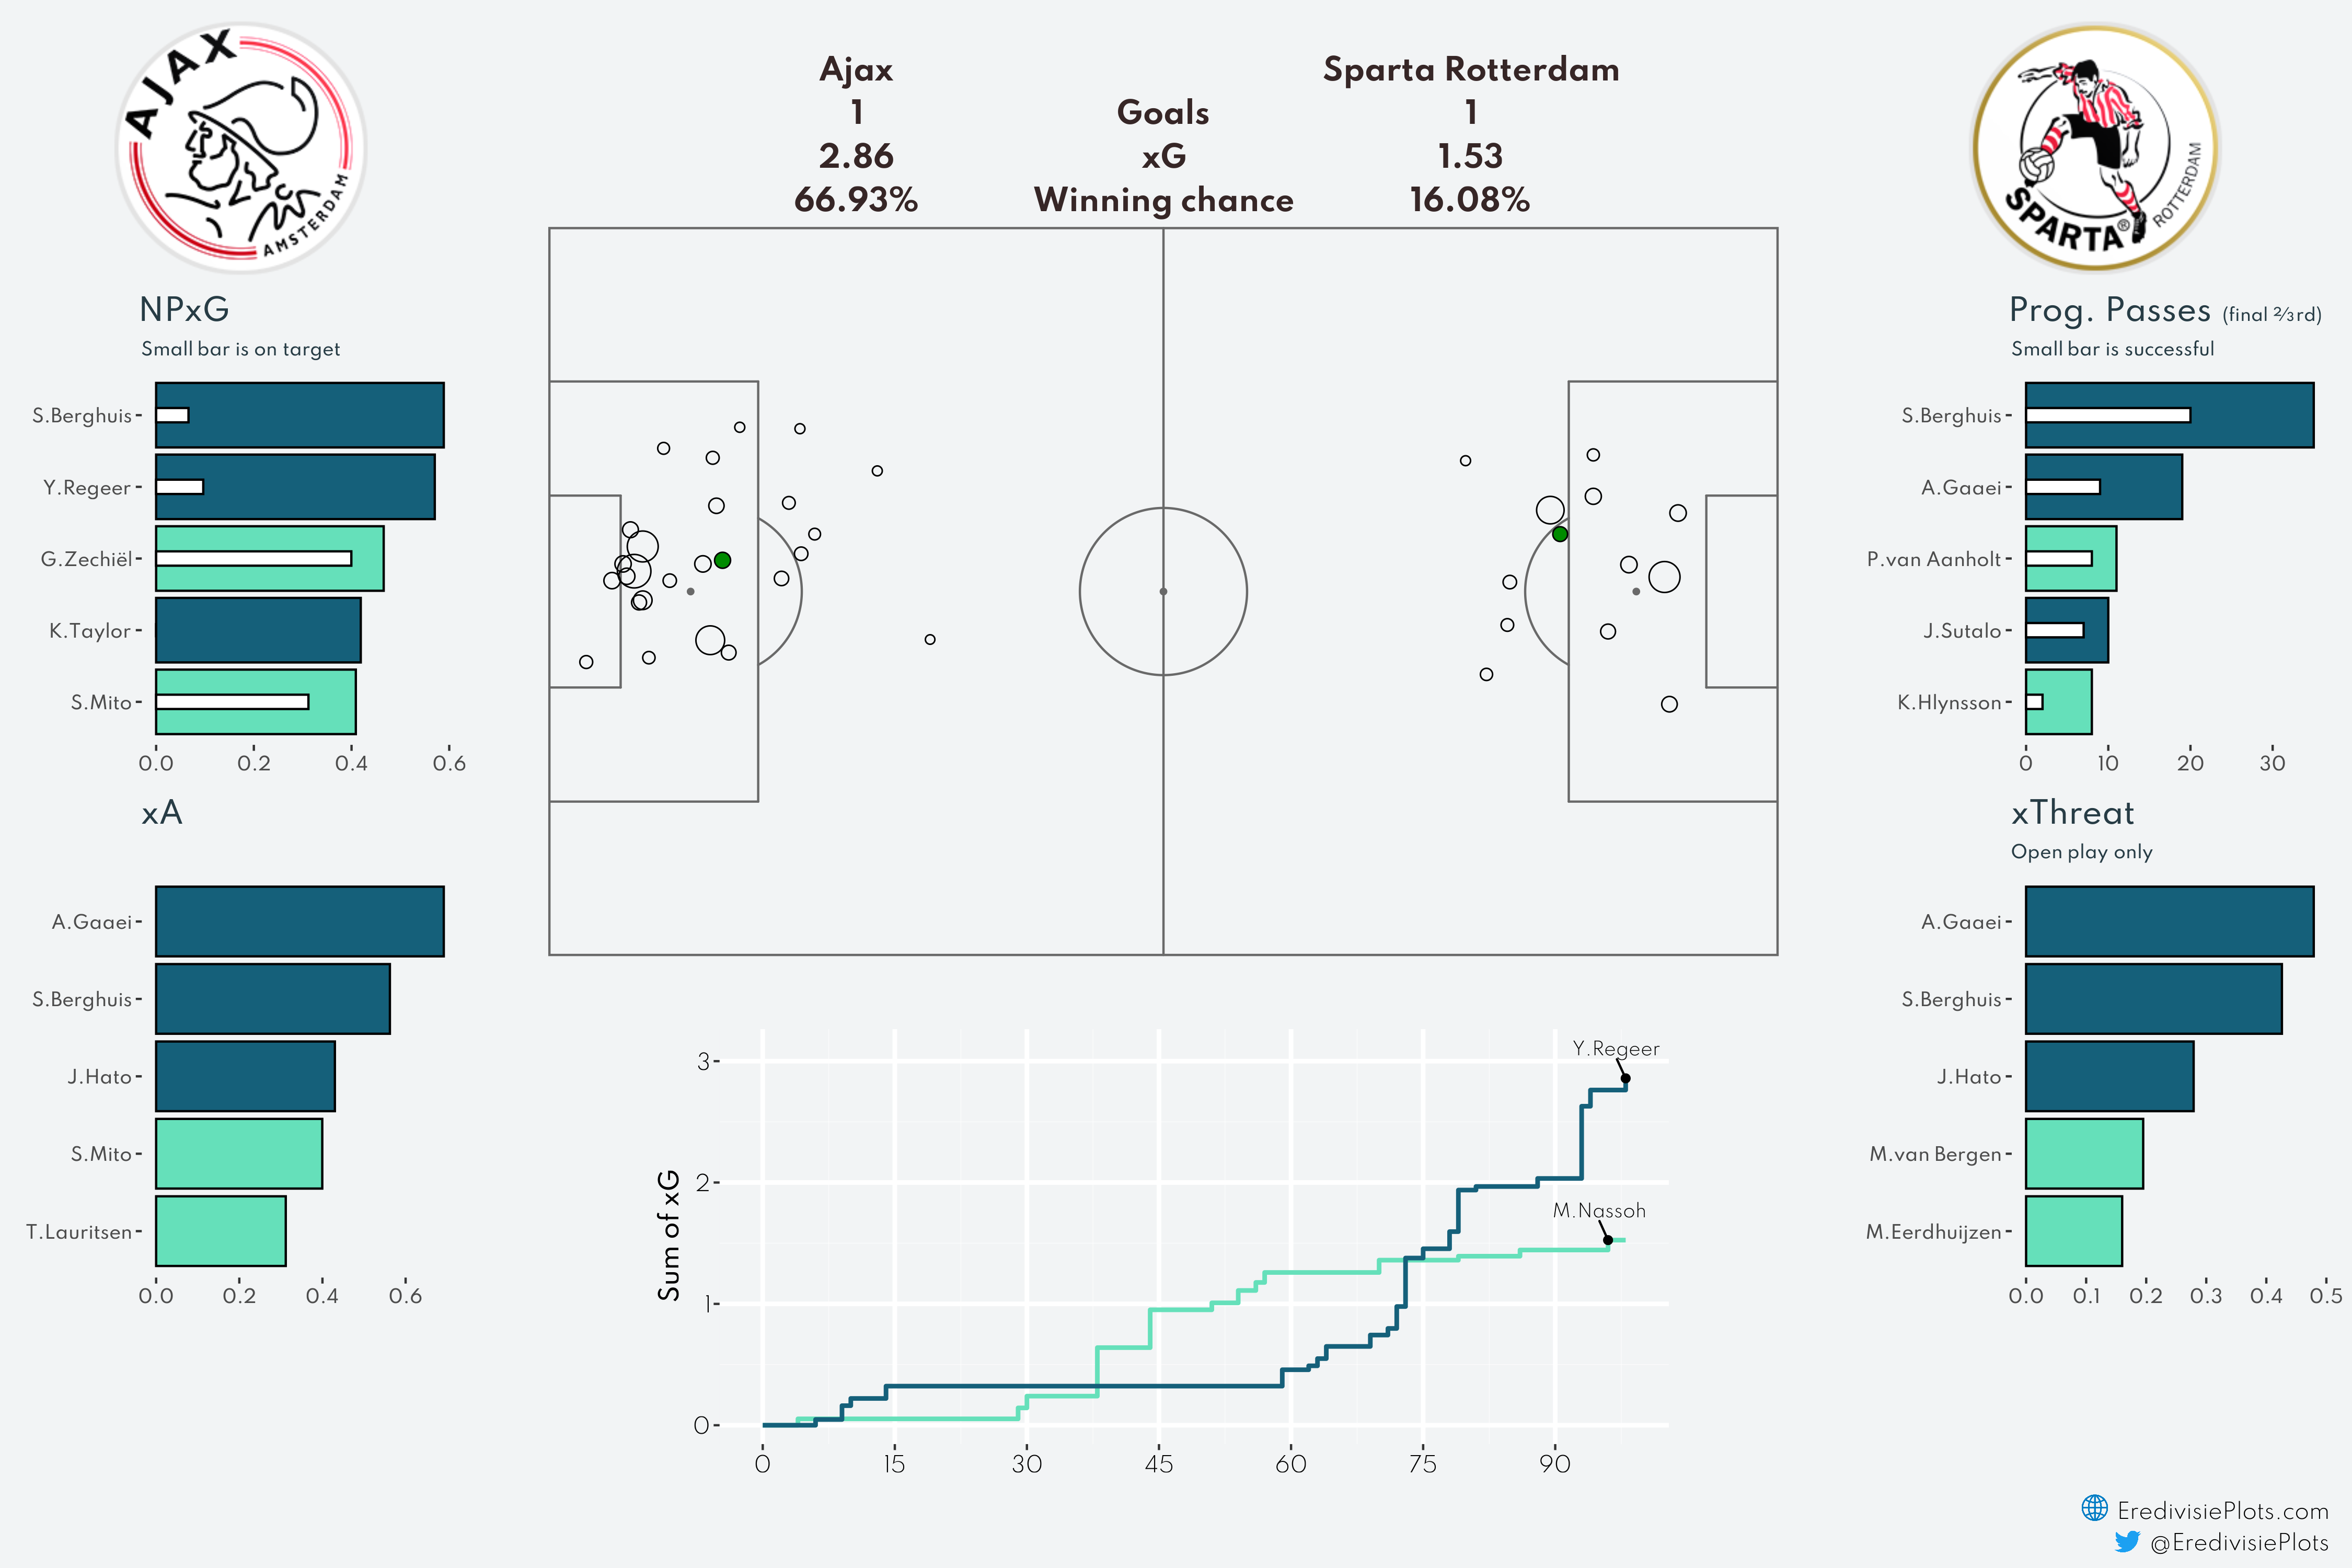 AJAX
AMSTERDAM
Ajax Sparta Rotterdam
1 Goals 1
2.86 xG 1.53
66.93% Winning chance 16.08%
SPARTA® ROTTERDAM
NPxG
Small bar is on target
S.Berghuis
Y.Regeer
G.Zechiël
K.Taylor
S.Mito
0.0 0.2 0.4 0.6
Prog. Passes (final ⅔rd)
Small bar is successful
S.Berghuis
A.Gaaei
P.van Aanholt
J.Sutalo
K.Hlynsson
0 10 20 30
xA
A.Gaaei
S.Berghuis
J.Hato
S.Mito
T.Lauritsen
0.0 0.2 0.4 0.6
Sum of xG
3
2
1
0
Y.Regeer
M.Nassoh
0 15 30 45 60 75 90
xThreat
Open play only
A.Gaaei
S.Berghuis
J.Hato
M.van Bergen
M.Eerdhuijzen
0.0 0.1 0.2 0.3 0.4 0.5
EredivisiePlots.com
@EredivisiePlots